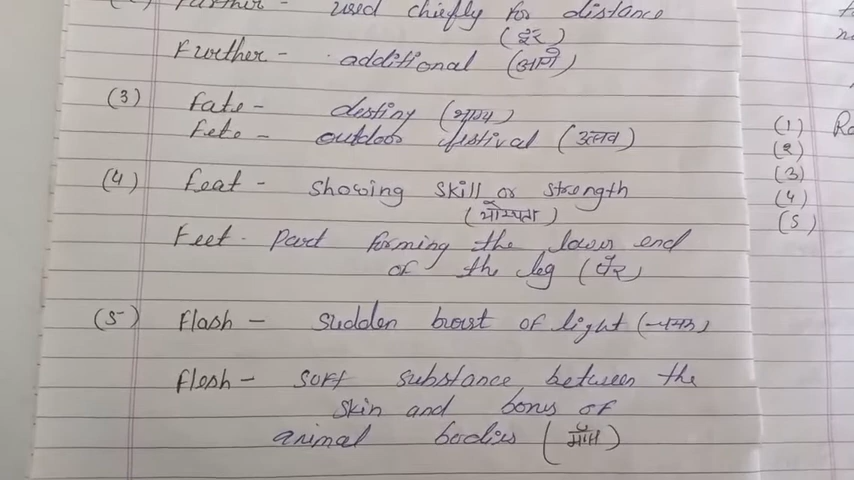 Farther - used chiefly for distance
(दूर)
Further - additional (आगे)
(3) Fate - destiny (भाग्य)
Fete - outdoor festival (उत्सव)
(4) Feat - Showing skill or strength
(योग्यता)
Feet - Part forming the lower end
of the leg (पैर)
(5) Flash - Sudden burst of light (चमक)
Flesh - soft substance between the
skin and bones of
animal bodies (माँस)
(1)
(2)
(3)
(4)
(5)